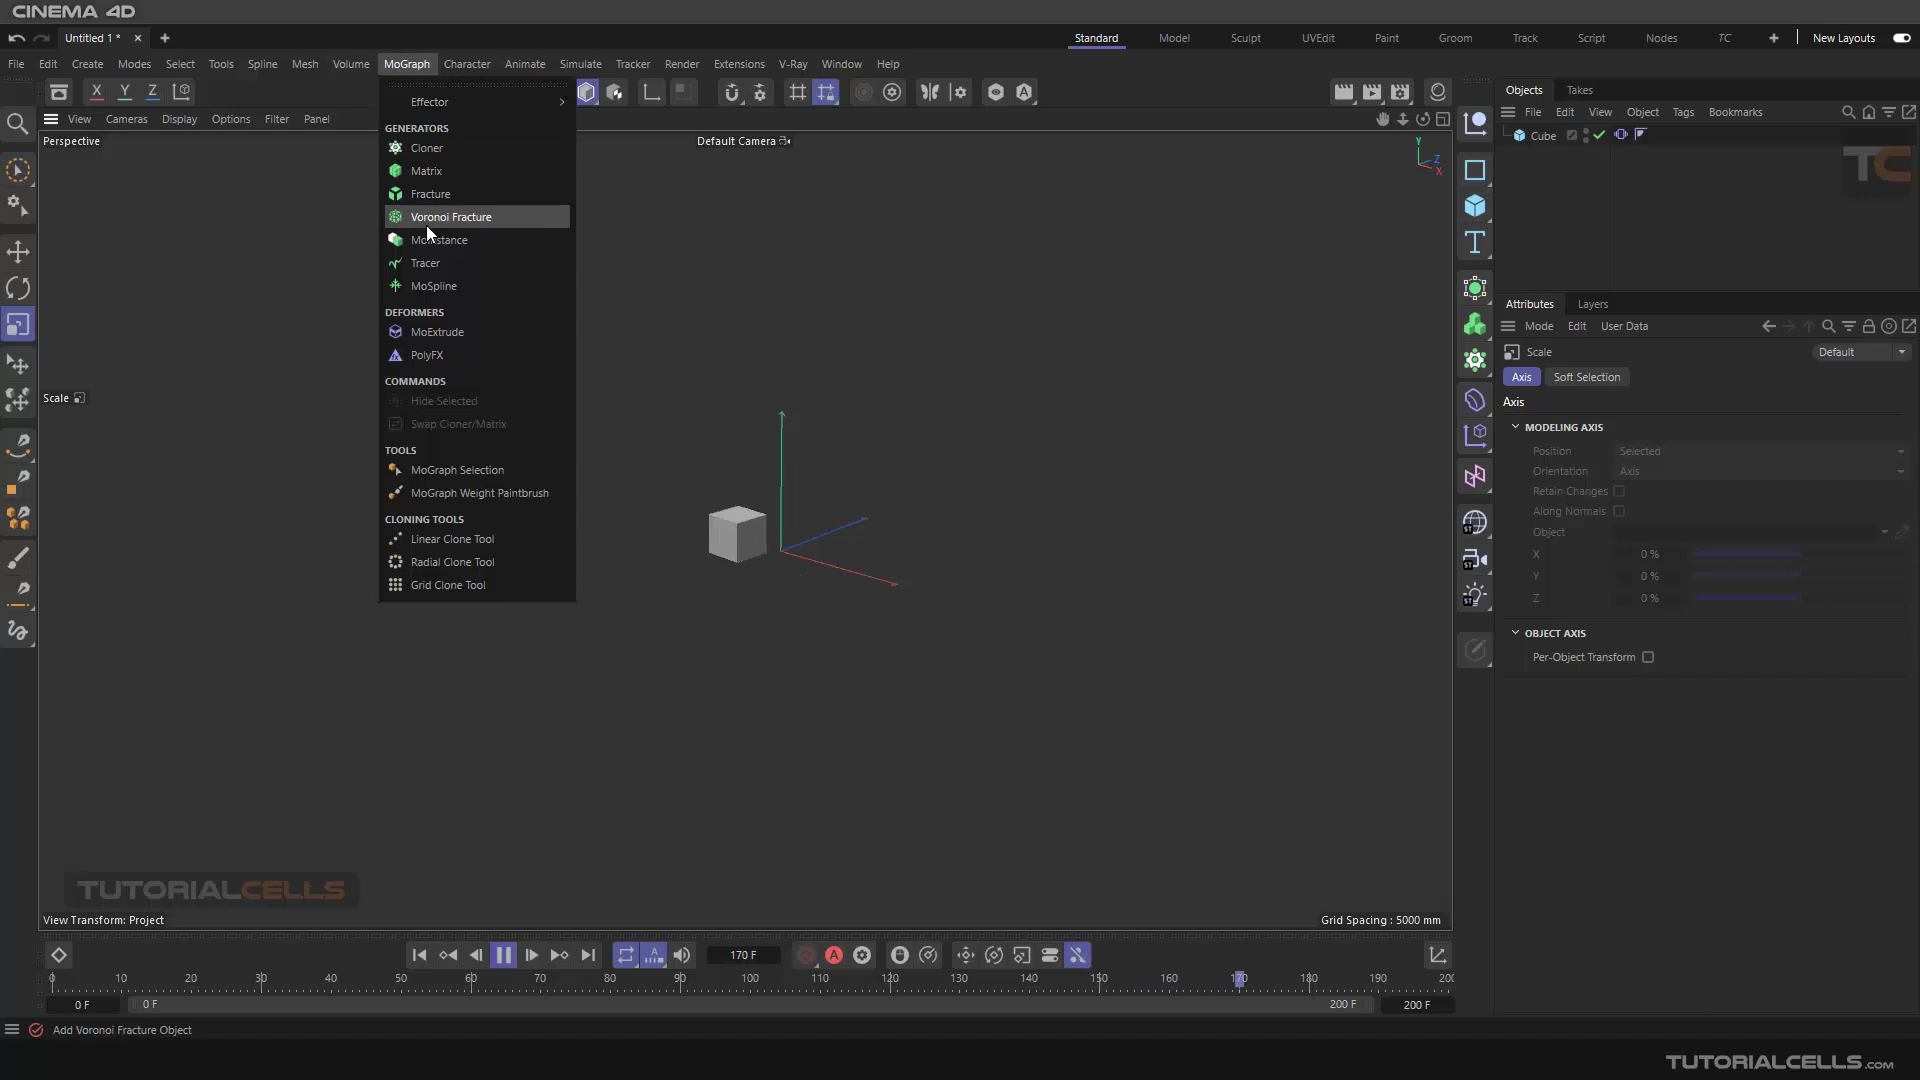 CINEMA 4D
Untitled 1 * × +
Standard Model Sculpt UVEdit Paint Groom Track Script Nodes TC + New Layouts
File Edit Create Modes Select Tools Spline Mesh Volume MoGraph Character Animate Simulate Tracker Render Extensions V-Ray Window Help
X Y Z
View Cameras Display Options Filter Panel
Perspective
Default Camera
Y
Z
X
Scale
Effector
GENERATORS
Cloner
Matrix
Fracture
Voronoi Fracture
Tracer
MoSpline
DEFORMERS
MoExtrude
PolyFX
COMMANDS
Hide Selected
Swap Cloner/Matrix
TOOLS
MoGraph Selection
MoGraph Weight Paintbrush
CLONING TOOLS
Linear Clone Tool
Radial Clone Tool
Grid Clone Tool
TUTORIALCELLS
View Transform: Project
Grid Spacing : 5000 mm
Objects Takes
File Edit View Object Tags Bookmarks
Cube
TC
Attributes Layers
Mode Edit User Data
Scale Default
Axis Soft Selection
Axis
MODELING AXIS
Position Selected
Orientation Axis
Retain Changes
Along Normals
Object
X 0 %
Y 0 %
Z 0 %
OBJECT AXIS
Per-Object Transform
170 F
0 10 20 30 40 50 60 70 80 90 100 110 120 130 140 150 160 170 180 190 200
0 F 0 F 200 F 200 F
Add Voronoi Fracture Object
TUTORIALCELLS.COM